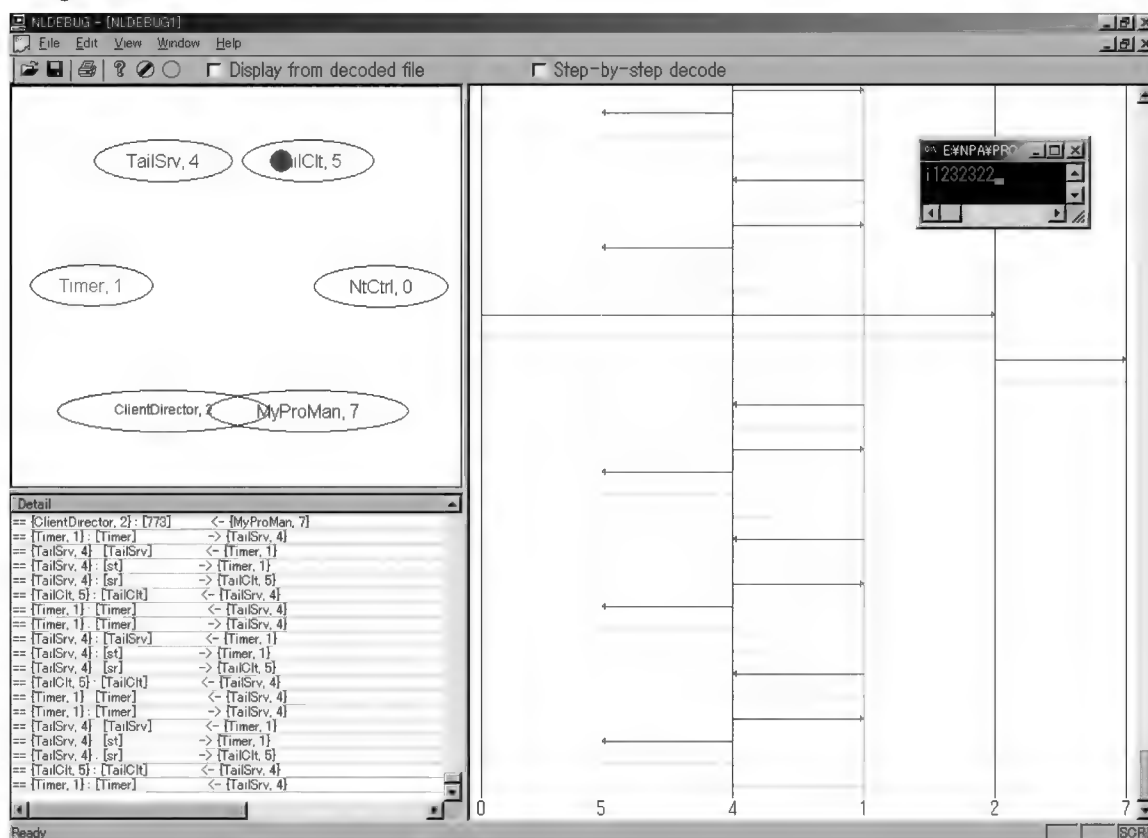 NLDEBUG - [NLDEBUG1]
File Edit View Window Help
Display from decoded file
Step-by-step decode
TailSrv, 4
ilClt, 5
Timer, 1
NtCtrl, 0
ClientDirector, 2
MyProMan, 7
E:¥NPA¥PRO
i1232322_
Detail
== {ClientDirector, 2} : [773] <- {MyProMan, 7}
== {Timer, 1} : [Timer] -> {TailSrv, 4}
== {TailSrv, 4} [TailSrv] <- {Timer, 1}
== {TailSrv, 4} : [st] -> {Timer, 1}
== {TailSrv, 4} : [sr] -> {TailClt, 5}
== {TailClt, 5} : [TailClt] <- {TailSrv, 4}
== {Timer, 1} : [Timer] <- {TailSrv, 4}
== {Timer, 1} . [Timer] -> {TailSrv, 4}
== {TailSrv, 4} : [TailSrv] <- {Timer, 1}
== {TailSrv, 4} : [st] -> {Timer, 1}
== {TailSrv, 4} [sr] -> {TailClt, 5}
== {TailClt, 5} : [TailClt] <- {TailSrv, 4}
== {Timer, 1} [Timer] <- {TailSrv, 4}
== {Timer, 1} : [Timer] -> {TailSrv, 4}
== {TailSrv, 4} [TailSrv] <- {Timer, 1}
== {TailSrv, 4} [st] -> {Timer, 1}
== {TailSrv, 4} . [sr] -> {TailClt, 5}
== {TailClt, 5} : [TailClt] <- {TailSrv, 4}
== {Timer, 1} : [Timer] <- {TailSrv, 4}
0 5 4 1 2 7
Ready